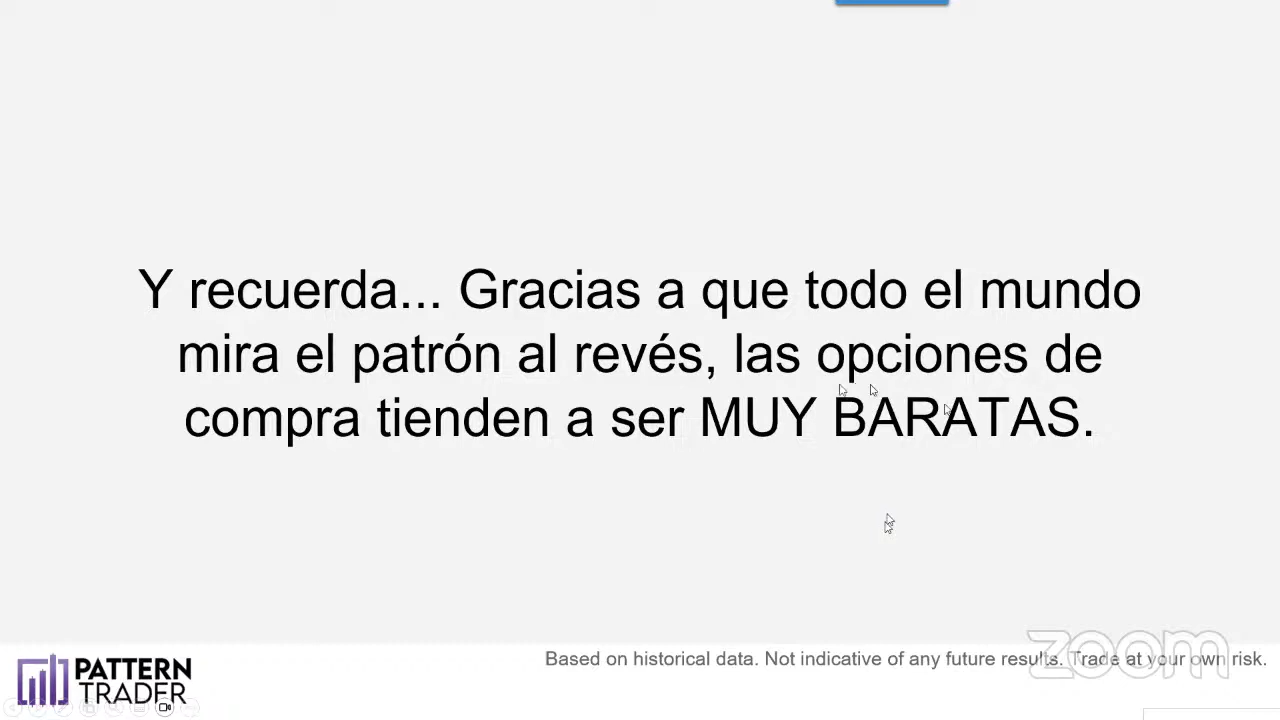 Y recuerda... Gracias a que todo el mundo
mira el patrón al revés, las opciones de
compra tienden a ser MUY BARATAS.
zoom
Based on historical data. Not indicative of any future results. Trade at your own risk.
PATTERN
TRADER